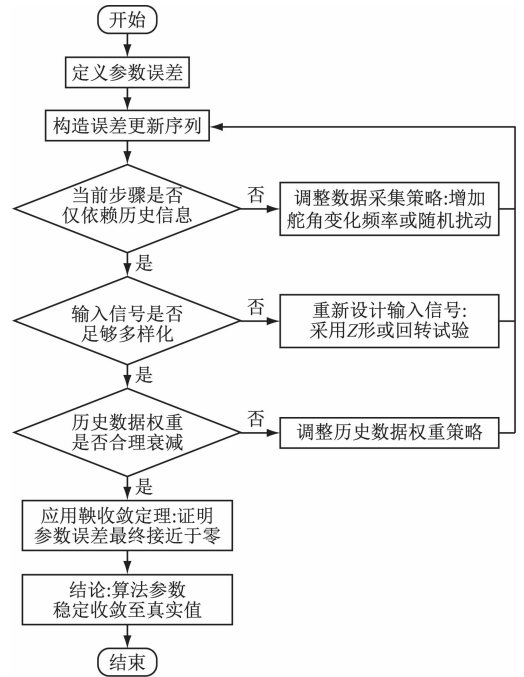 开始
定义参数误差
构造误差更新序列
当前步骤是否
仅依赖历史信息
否
调整数据采集策略:增加
舵角变化频率或随机扰动
是
输入信号是否
足够多样化
否
重新设计输入信号:
采用Z形或回转试验
是
历史数据权重
是否合理衰减
否
调整历史数据权重策略
是
应用鞅收敛定理:证明
参数误差最终接近于零
结论:算法参数
稳定收敛至真实值
结束